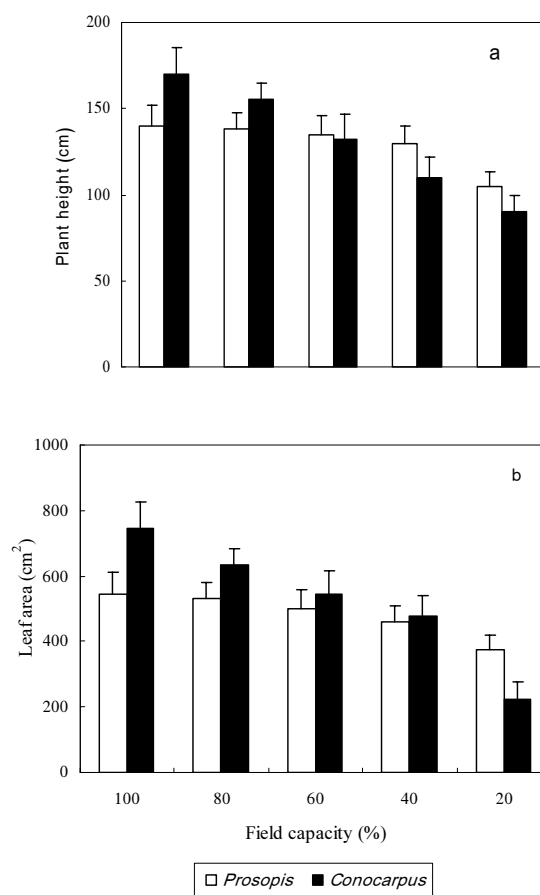 a
200
150
100
50
0
Plant height (cm)
b
1000
800
600
400
200
0
Leaf area (cm²)
100 80 60 40 20
Field capacity (%)
Prosopis Conocarpus